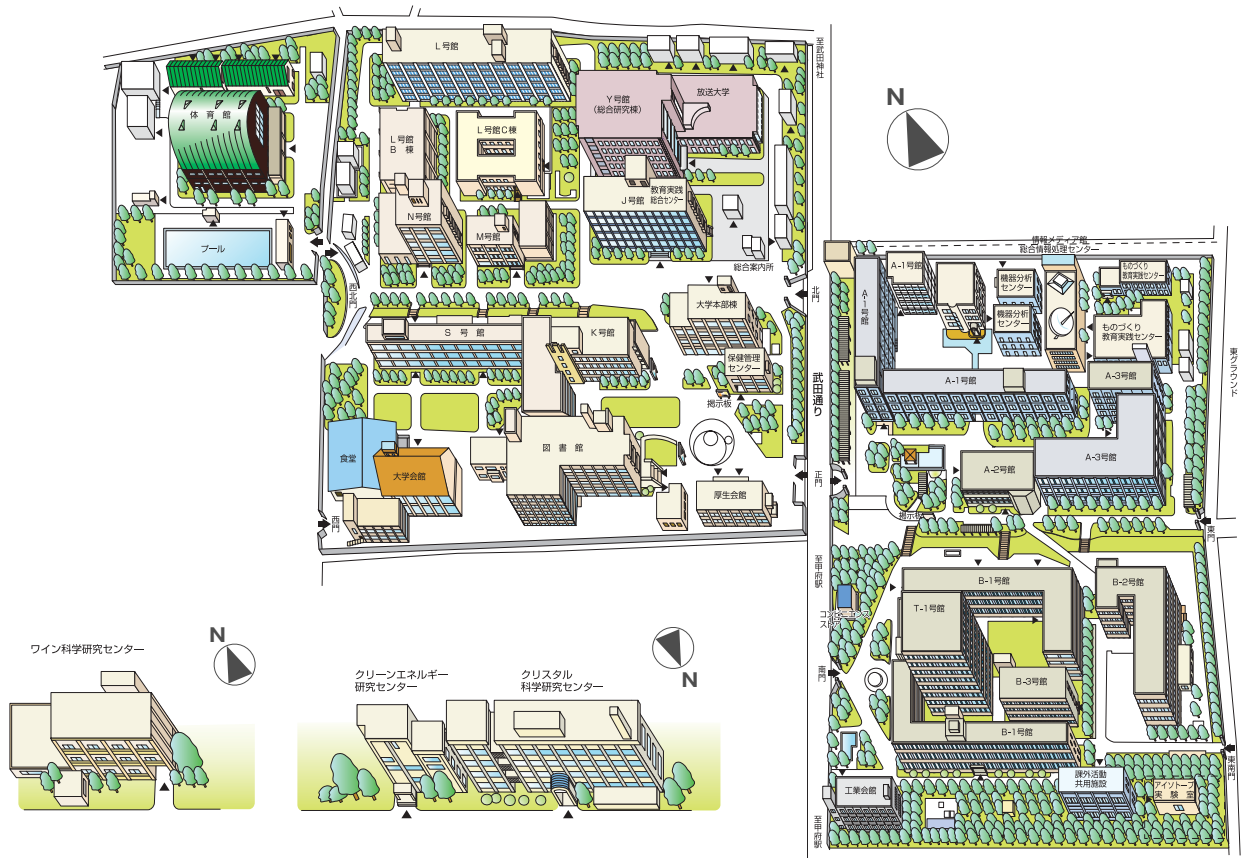 L号館
至武田神社
体育館
L号館
B棟
L号館C棟
Y号館
(総合研究棟)
放送大学
N号館
M号館
J号館
教育実践
総合センター
プール
総合案内所
西北門
大学本部棟
北門
S号館
K号館
保健管理
センター
掲示板
武田通り
食堂
大学会館
図書館
厚生会館
正門
西門
至甲府駅
N
情報メディア館
総合情報処理センター
A-1号館
A-1号館
機器分析
センター
機器分析
センター
ものづくり
教育実践センター
ものづくり
教育実践センター
A-1号館
A-3号館
東グラウンド
A-2号館
A-3号館
掲示板
東門
B-1号館
B-2号館
T-1号館
コンビニエンス
ストア
南門
B-3号館
B-1号館
東南門
課外活動
共用施設
アイソトープ
実験室
工業会館
至甲府駅
ワイン科学研究センター
N
クリーンエネルギー
研究センター
クリスタル
科学研究センター
N